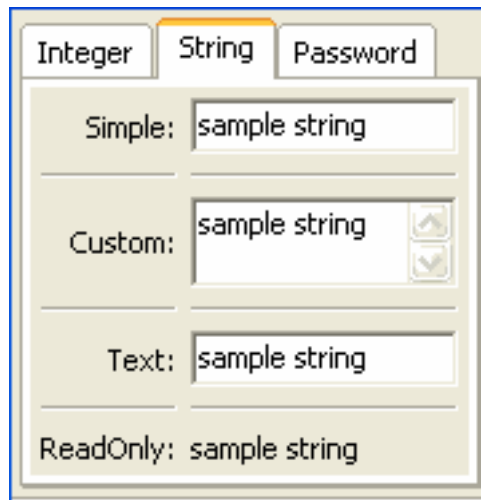 Integer String Password
Simple: sample string
Custom: sample string
Text: sample string
ReadOnly: sample string